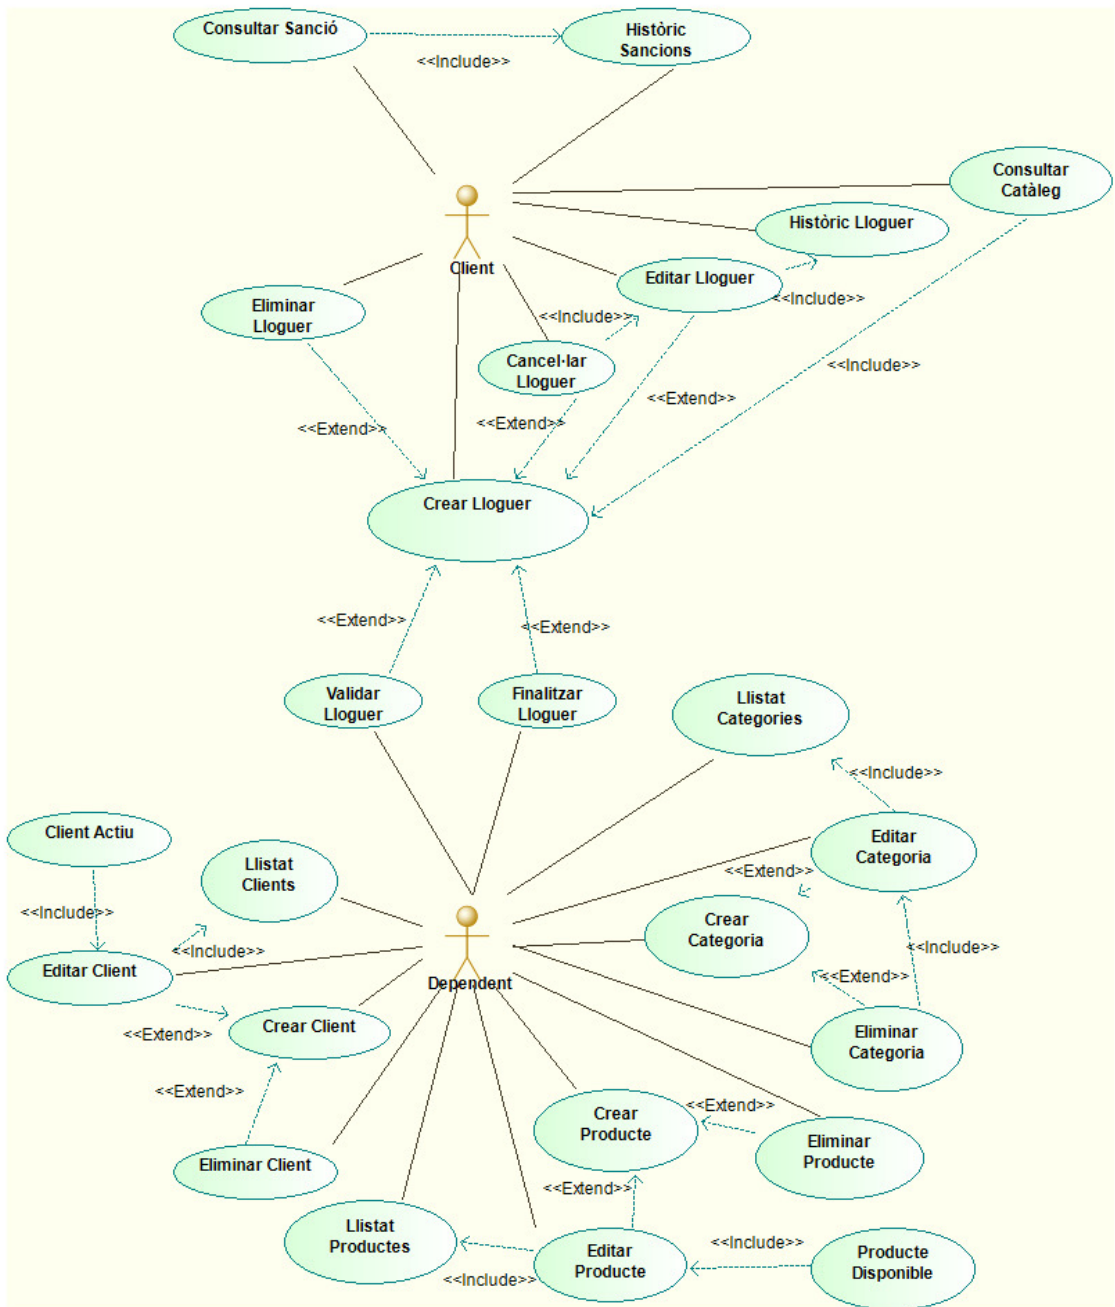 Consultar Sanció
Històric
Sancions
<<Include>>
Consultar
Catàleg
Històric Lloguer
Client
Editar Lloguer
<<Include>>
Eliminar
Lloguer
<<Include>>
Cancel·lar
Lloguer
<<Include>>
<<Extend>>
<<Extend>>
<<Extend>>
Crear Lloguer
<<Extend>>
<<Extend>>
Validar
Lloguer
Finalitzar
Lloguer
Llistat
Categories
<<Include>>
Client Actiu
Editar
Categoria
Llistat
Clients
<<Extend>>
<<Include>>
Crear
Categoria
<<Include>>
<<Include>>
Editar Client
<<Extend>>
Dependent
<<Extend>>
Crear Client
Eliminar
Categoria
<<Extend>>
<<Extend>>
Crear
Producte
Eliminar
Producte
Eliminar Client
<<Extend>>
Llistat
Productes
<<Include>>
Editar
Producte
<<Include>>
Producte
Disponible